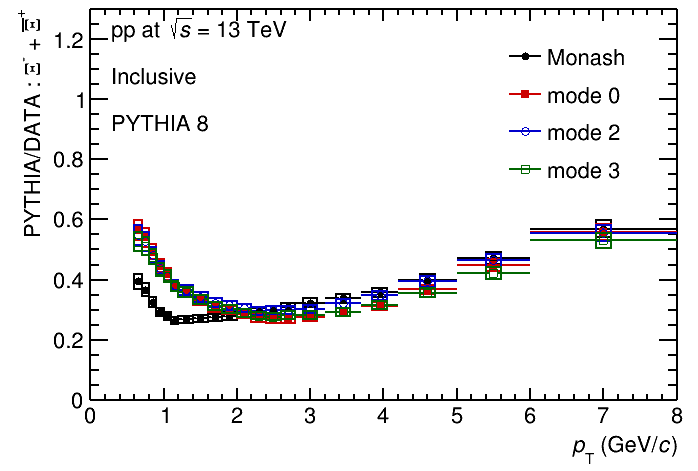 PYTHIA/DATA : Ξ⁻ + Ξ̅⁺
pp at √s = 13 TeV
Inclusive
PYTHIA 8
Monash
mode 0
mode 2
mode 3
1.2
1
0.8
0.6
0.4
0.2
0
0 1 2 3 4 5 6 7 8
p_T (GeV/c)